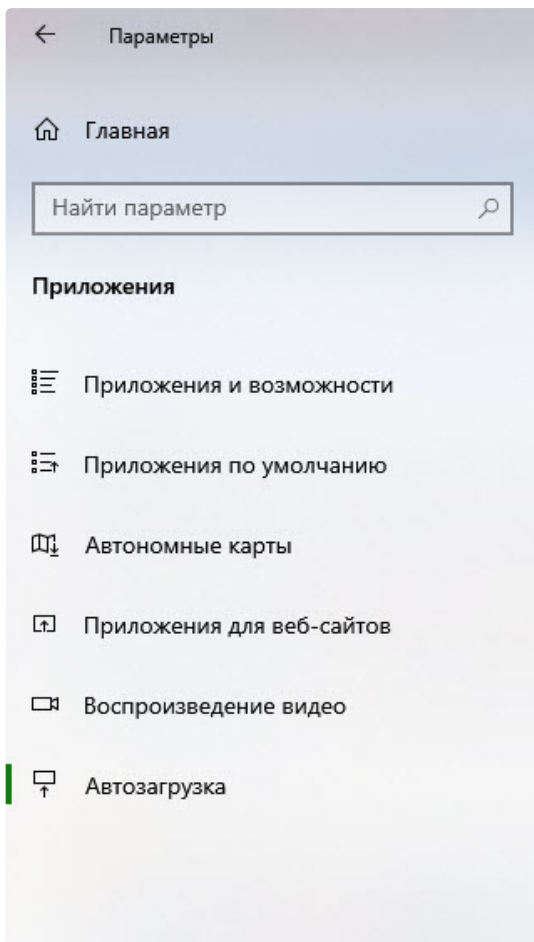 Параметры
Главная
Найти параметр
Приложения
Приложения и возможности
Приложения по умолчанию
Автономные карты
Приложения для веб-сайтов
Воспроизведение видео
Автозагрузка